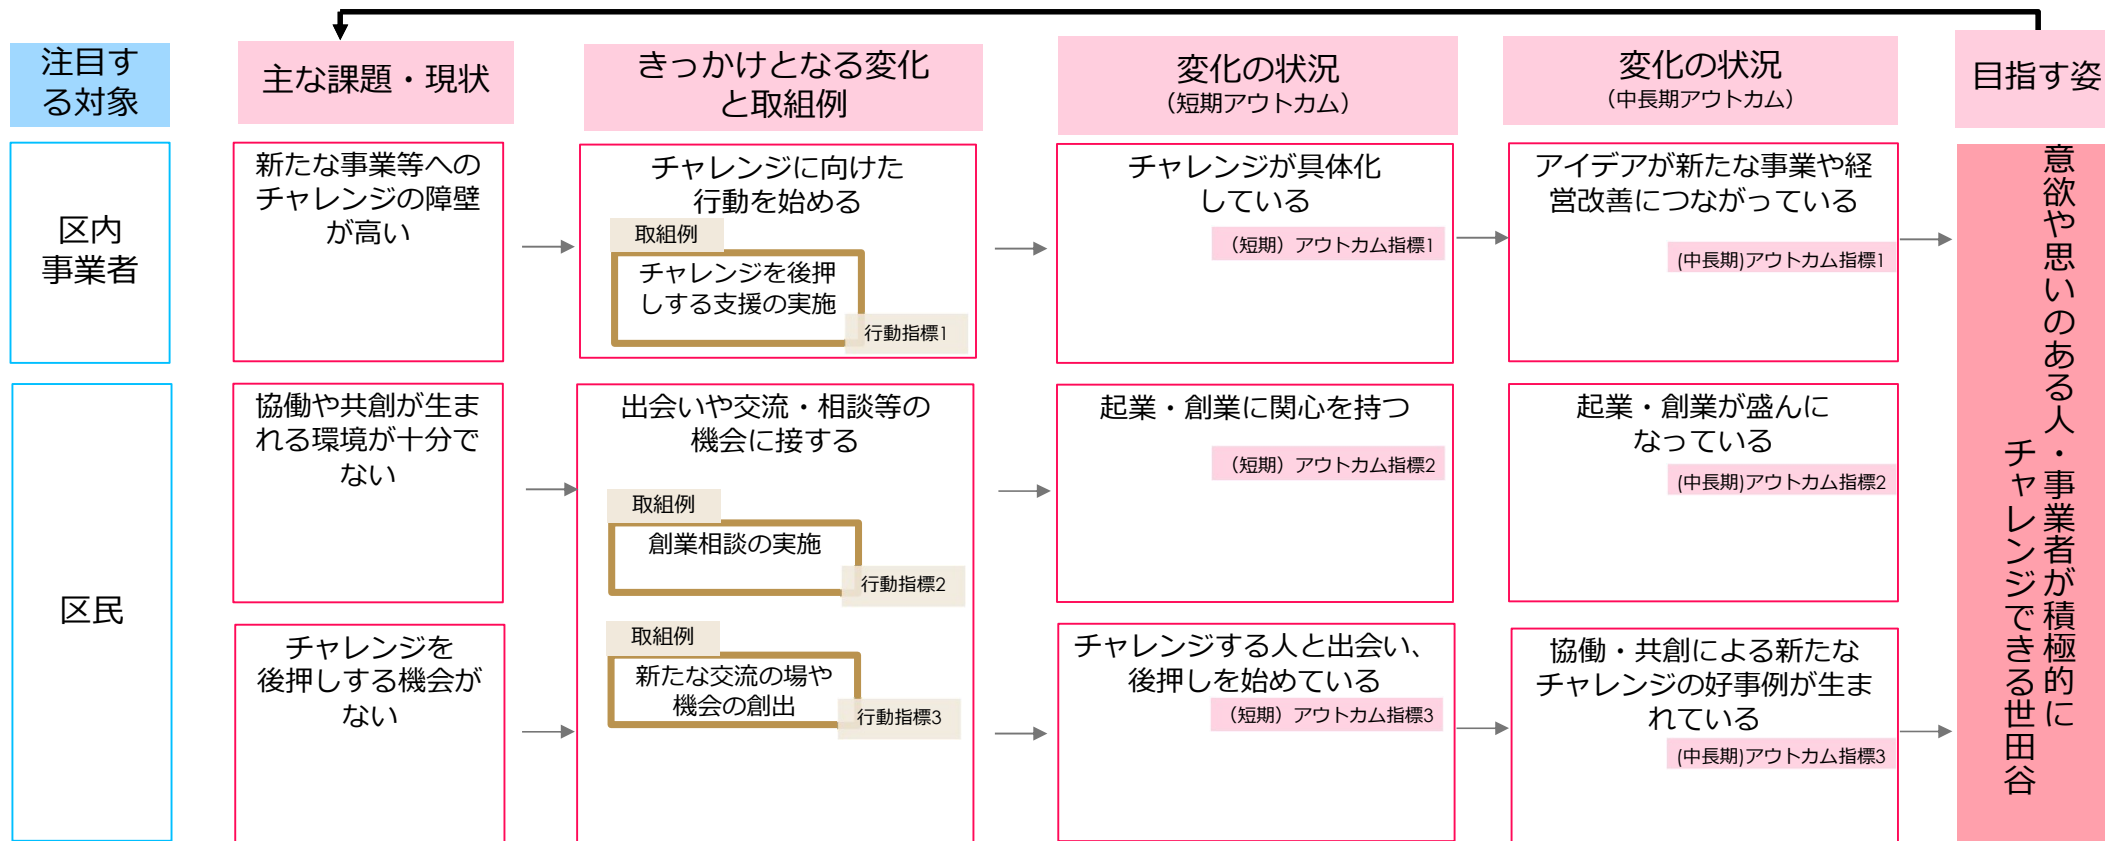 注目す
る対象
主な課題・現状
きっかけとなる変化
と取組例
変化の状況
（短期アウトカム）
変化の状況
（中長期アウトカム）
目指す姿
区内
事業者
新たな事業等への
チャレンジの障壁
が高い
チャレンジに向けた
行動を始める
取組例
チャレンジを後押
しする支援の実施
行動指標1
チャレンジが具体化
している
（短期）アウトカム指標1
アイデアが新たな事業や経
営改善につながっている
(中長期)アウトカム指標1
区民
協働や共創が生ま
れる環境が十分で
ない
出会いや交流・相談等の
機会に接する
取組例
創業相談の実施
行動指標2
起業・創業に関心を持つ
（短期）アウトカム指標2
起業・創業が盛んに
なっている
(中長期)アウトカム指標2
チャレンジを
後押しする機会が
ない
取組例
新たな交流の場や
機会の創出
行動指標3
チャレンジする人と出会い、
後押しを始めている
（短期）アウトカム指標3
協働・共創による新たな
チャレンジの好事例が生ま
れている
(中長期)アウトカム指標3
意欲や思いのある人・事業者が積極的に
チャレンジできる世田谷